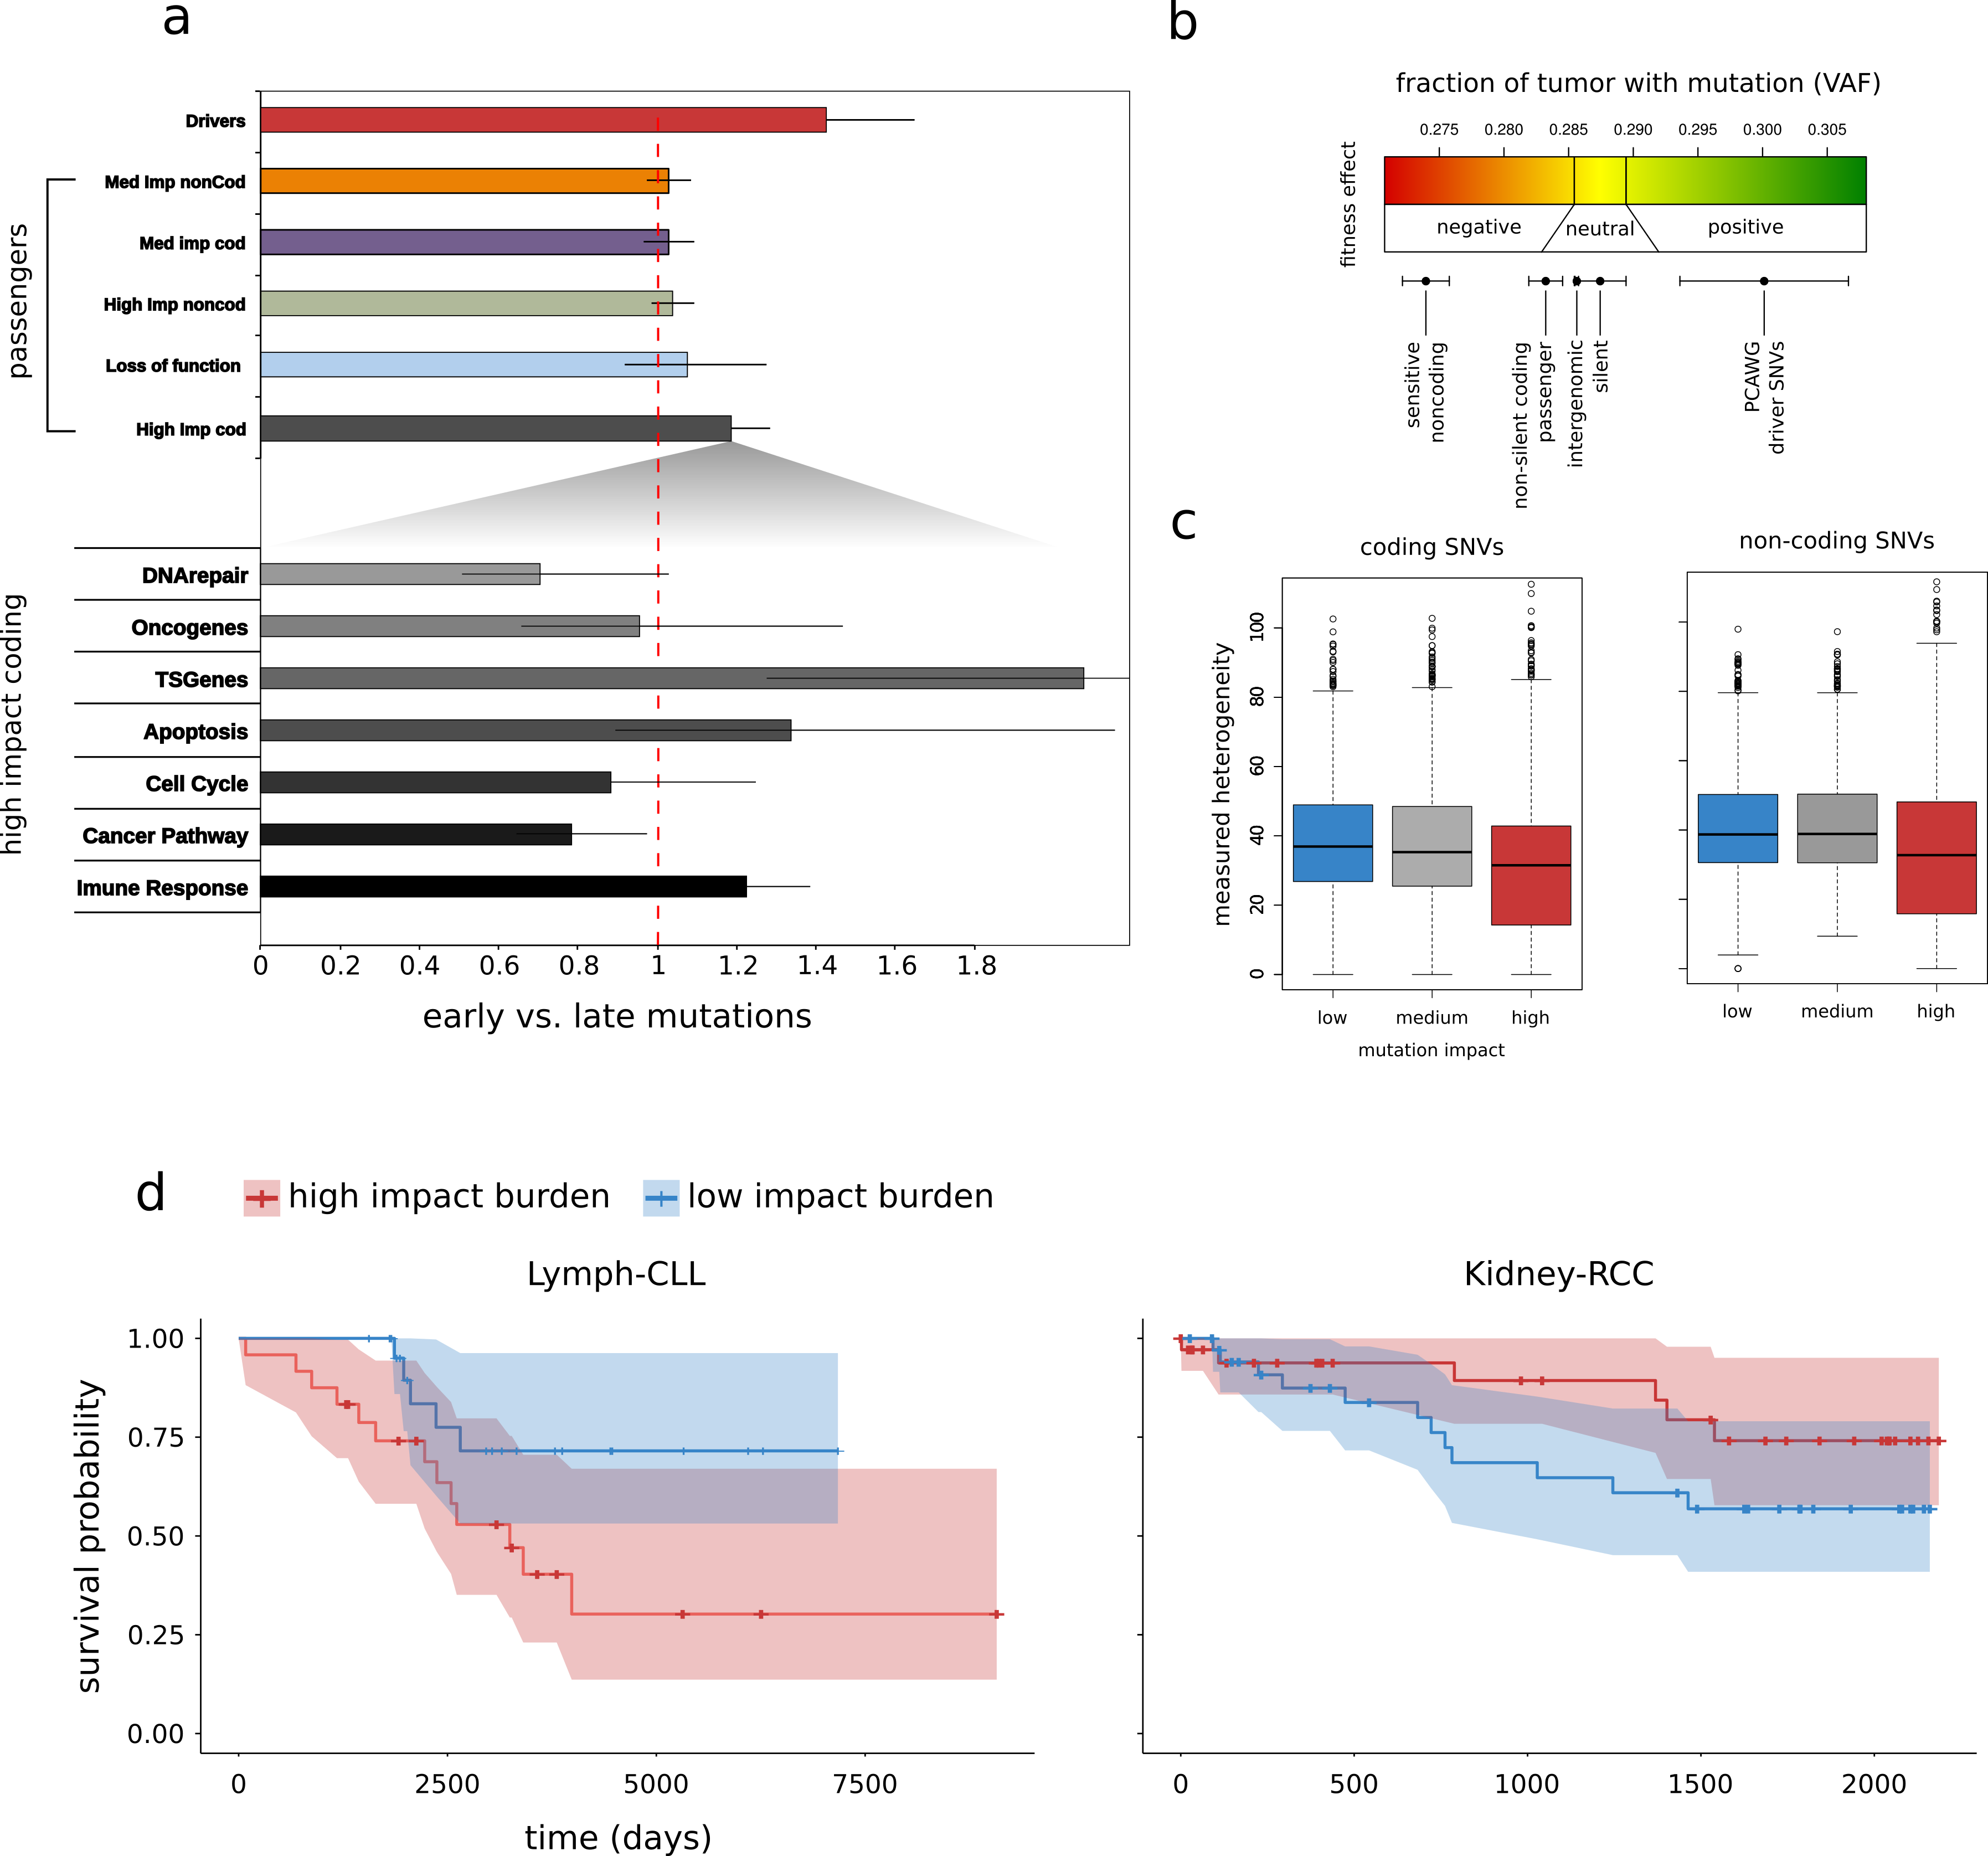 a
Drivers
Med Imp nonCod
Med imp cod
High Imp noncod
Loss of function
High Imp cod
passengers
DNArepair
Oncogenes
TSGenes
Apoptosis
Cell Cycle
Cancer Pathway
Imune Response
high impact coding
0 0.2 0.4 0.6 0.8 1 1.2 1.4 1.6 1.8
early vs. late mutations
b
fraction of tumor with mutation (VAF)
0.275 0.280 0.285 0.290 0.295 0.300 0.305
fitness effect
negative neutral positive
sensitive
noncoding
non-silent coding
passenger
intergenomic
silent
PCAWG
driver SNVs
c
coding SNVs
non-coding SNVs
measured heterogeneity
100
80
60
40
20
0
low medium high
mutation impact
low medium high
d
high impact burden
low impact burden
Lymph-CLL
Kidney-RCC
survival probability
1.00
0.75
0.50
0.25
0.00
0 2500 5000 7500
time (days)
0 500 1000 1500 2000